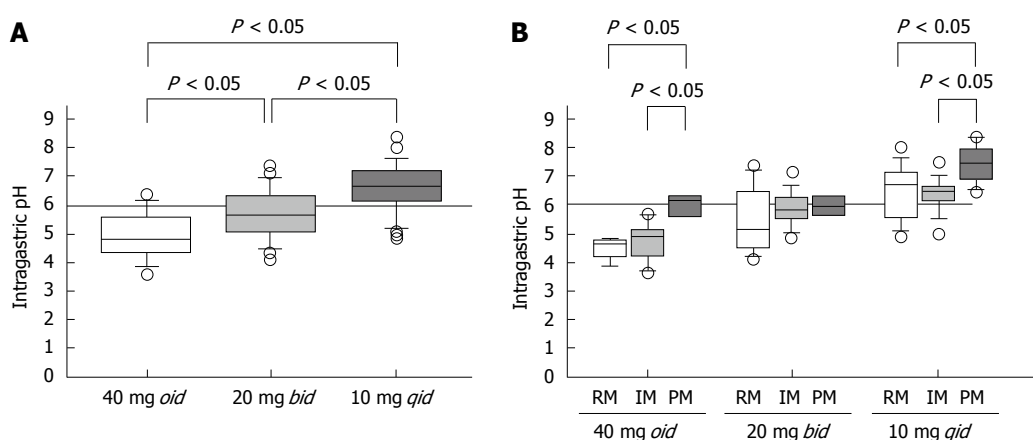 A
P < 0.05
P < 0.05 P < 0.05
Intragastric pH
9
8
7
6
5
4
3
2
1
0
40 mg oid 20 mg bid 10 mg qid
B
P < 0.05 P < 0.05
P < 0.05 P < 0.05
Intragastric pH
9
8
7
6
5
4
3
2
1
0
RM IM PM RM IM PM RM IM PM
40 mg oid 20 mg bid 10 mg qid